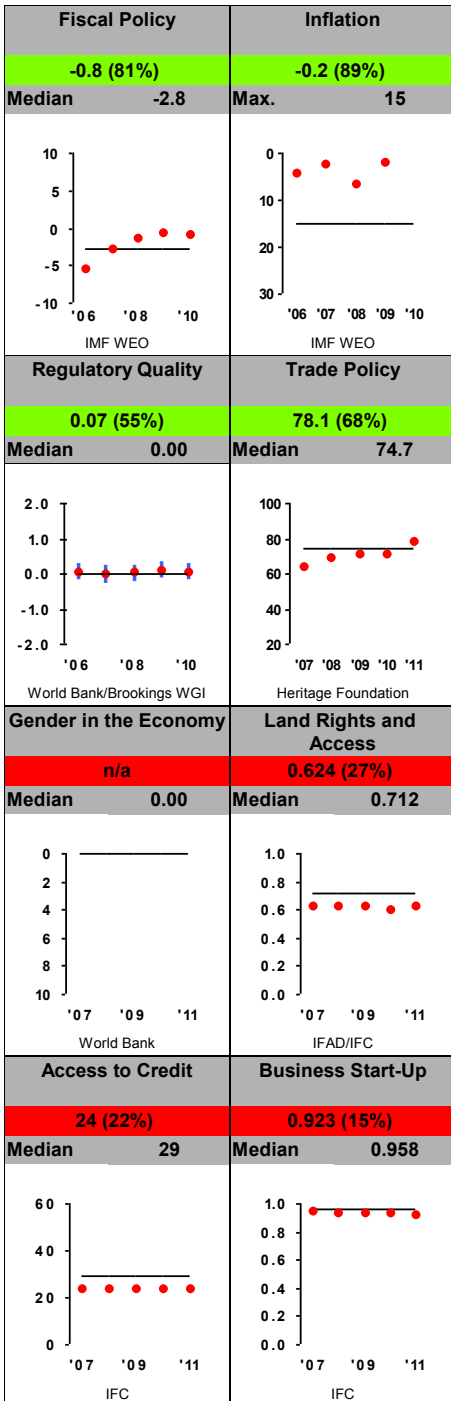 Fiscal Policy
-0.8 (81%)
Median -2.8
10
5
0
-5
-10
'06 '08 '10
IMF WEO
Inflation
-0.2 (89%)
Max. 15
0
10
20
30
'06 '07 '08 '09 '10
IMF WEO
Regulatory Quality
0.07 (55%)
Median 0.00
2.0
1.0
0.0
-1.0
-2.0
'06 '08 '10
World Bank/Brookings WGI
Trade Policy
78.1 (68%)
Median 74.7
100
80
60
40
20
'07 '08 '09 '10 '11
Heritage Foundation
Gender in the Economy
n/a
Median 0.00
0
2
4
6
8
10
'07 '09 '11
World Bank
Land Rights and
Access
0.624 (27%)
Median 0.712
1.0
0.8
0.6
0.4
0.2
0.0
'07 '09 '11
IFAD/IFC
Access to Credit
24 (22%)
Median 29
60
40
20
0
'07 '09 '11
IFC
Business Start-Up
0.923 (15%)
Median 0.958
1.0
0.8
0.6
0.4
0.2
0.0
'07 '09 '11
IFC